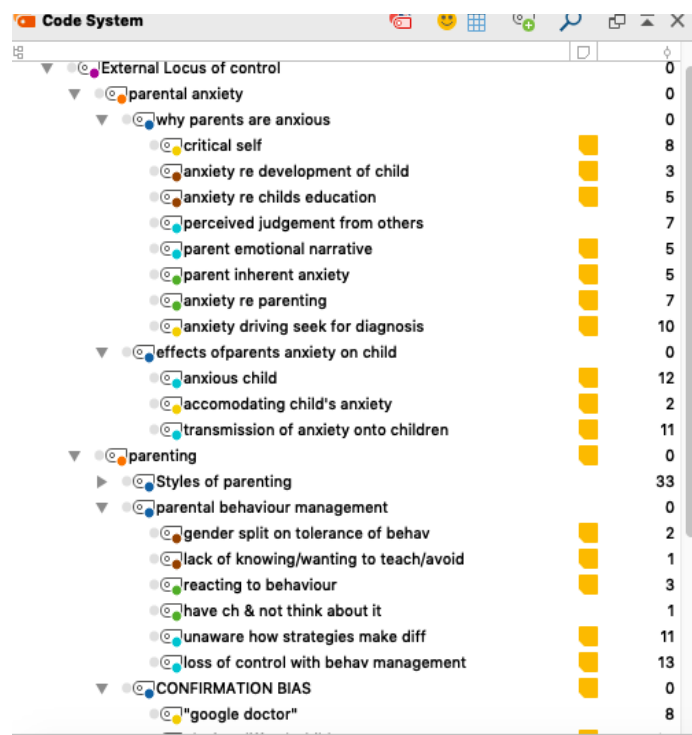 Code System
External Locus of control 0
parental anxiety 0
why parents are anxious 0
critical self 8
anxiety re development of child 3
anxiety re childs education 5
perceived judgement from others 7
parent emotional narrative 5
parent inherent anxiety 5
anxiety re parenting 7
anxiety driving seek for diagnosis 10
effects ofparents anxiety on child 0
anxious child 12
accomodating child's anxiety 2
transmission of anxiety onto children 11
parenting 0
Styles of parenting 33
parental behaviour management 0
gender split on tolerance of behav 2
lack of knowing/wanting to teach/avoid 1
reacting to behaviour 3
have ch & not think about it 1
unaware how strategies make diff 11
loss of control with behav management 13
CONFIRMATION BIAS 0
"google doctor" 8